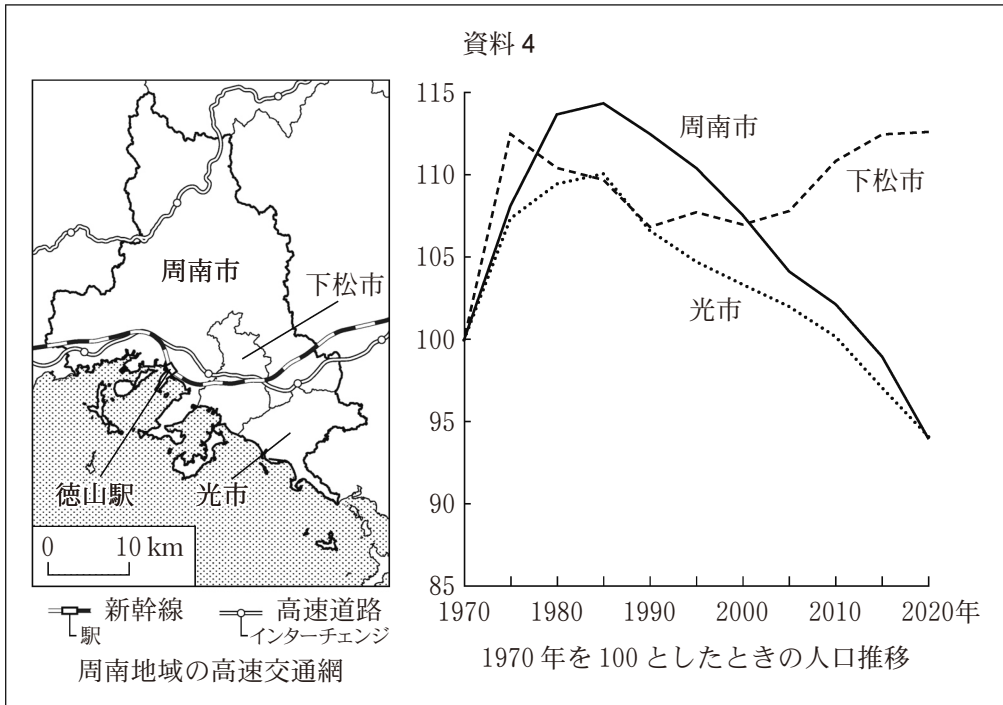 資料4
周南市
下松市
徳山駅
光市
0 10 km
新幹線
駅
高速道路
インターチェンジ
周南地域の高速交通網
115
110
105
100
95
90
85
周南市
下松市
光市
1970 1980 1990 2000 2010 2020年
1970年を100としたときの人口推移